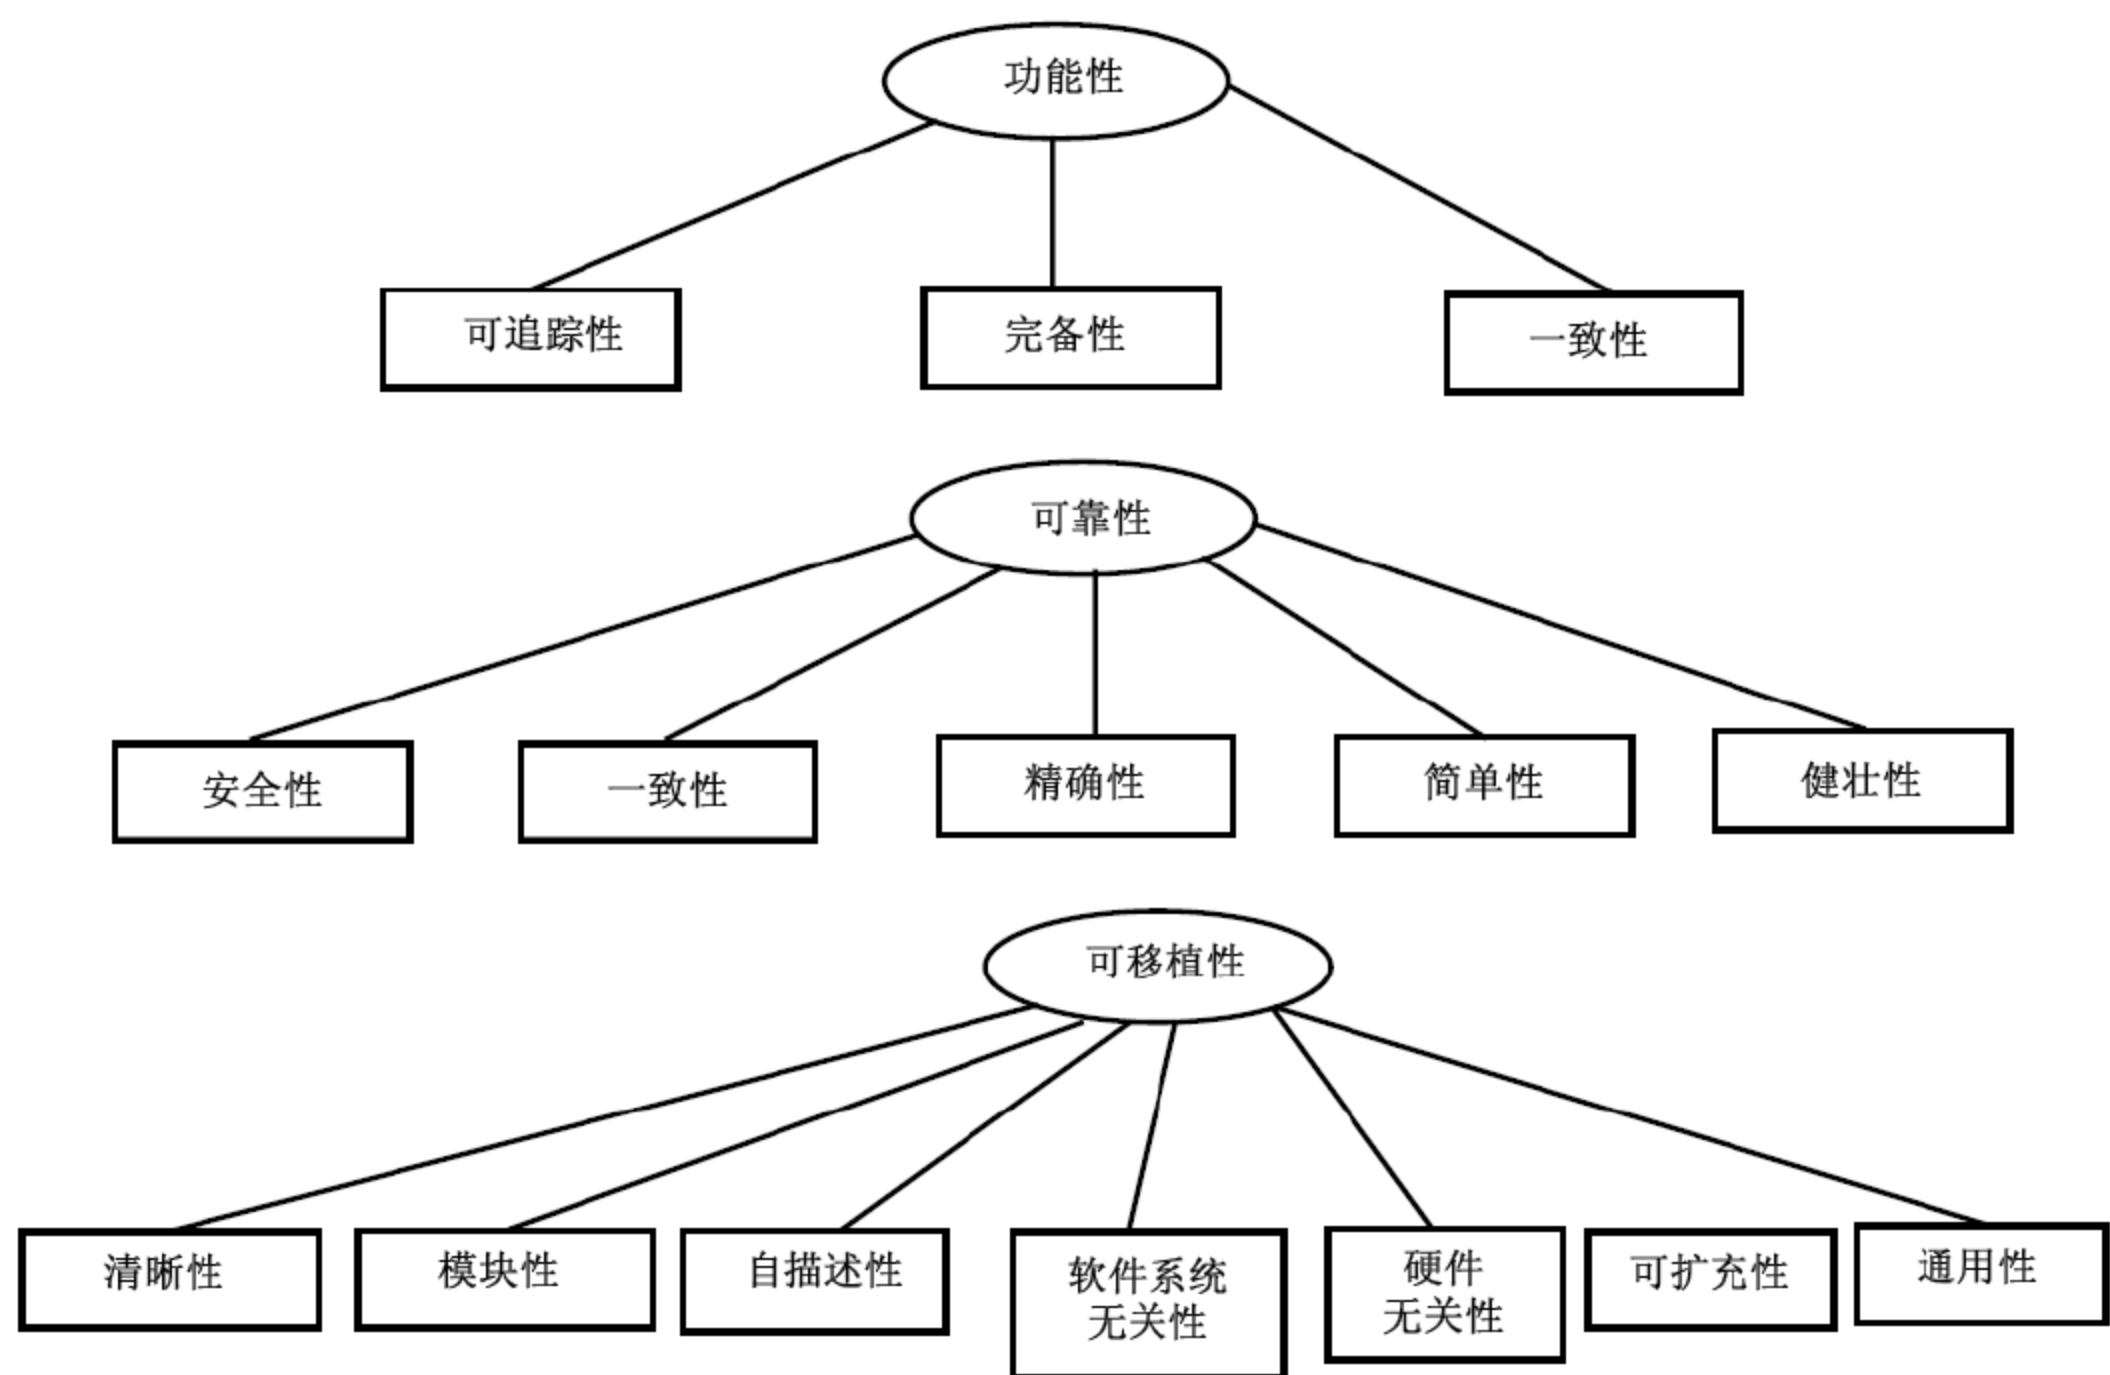 功能性
可追踪性
完备性
一致性
可靠性
安全性
一致性
精确性
简单性
健壮性
可移植性
清晰性
模块性
自描述性
软件系统
无关性
硬件
无关性
可扩充性
通用性